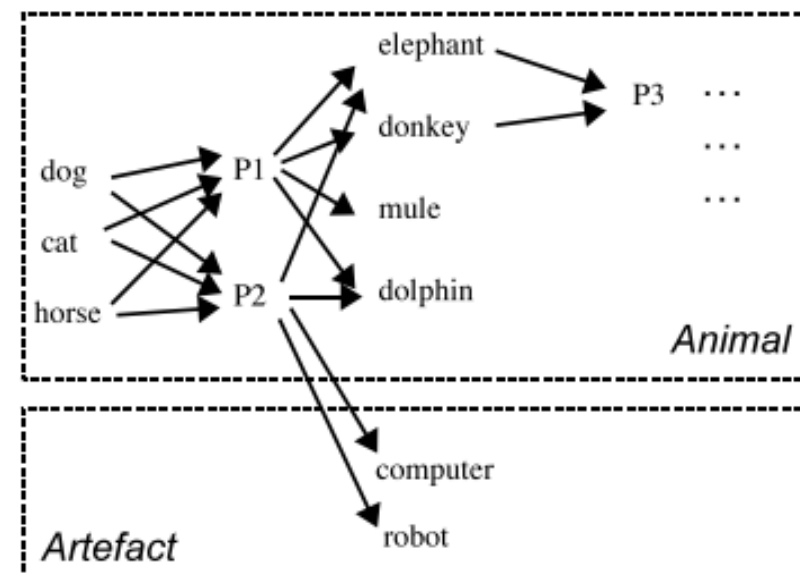 elephant
P3 ...
donkey
...
dog
P1
...
mule
cat
P2
dolphin
horse
Animal
computer
robot
Artefact